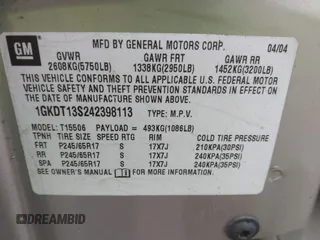 GM
MFD BY GENERAL MOTORS CORP. 04/04
GVWR GAWR FRT GAWR RR
2608KG(5750LB) 1338KG(2950LB) 1452KG(3200LB)
THIS VEHICLE CONFORMS TO ALL APPLICABLE U.S. FEDERAL MOTOR
VEHICLE SAFETY AND THEFT PREVENTION STANDARDS IN EFFECT ON
THE DATE OF MANUFACTURE SHOWN ABOVE.
1GKDT13S242398113 TYPE: M.P.V.
MODEL: T15506 PAYLOAD = 493KG(1086LB)
TIRE SIZE SPEED RTG RIM COLD TIRE PRESSURE
FRT P245/65R17 S 17X7J 210KPA(30PSI)
RR P245/65R17 S 17X7J 240KPA(35PSI)
SPA P245/65R17 S 17X7J 240KPA(35PSI)
SEE OWNER'S MANUAL FOR ADDITIONAL INFORMATION
DREAMBID